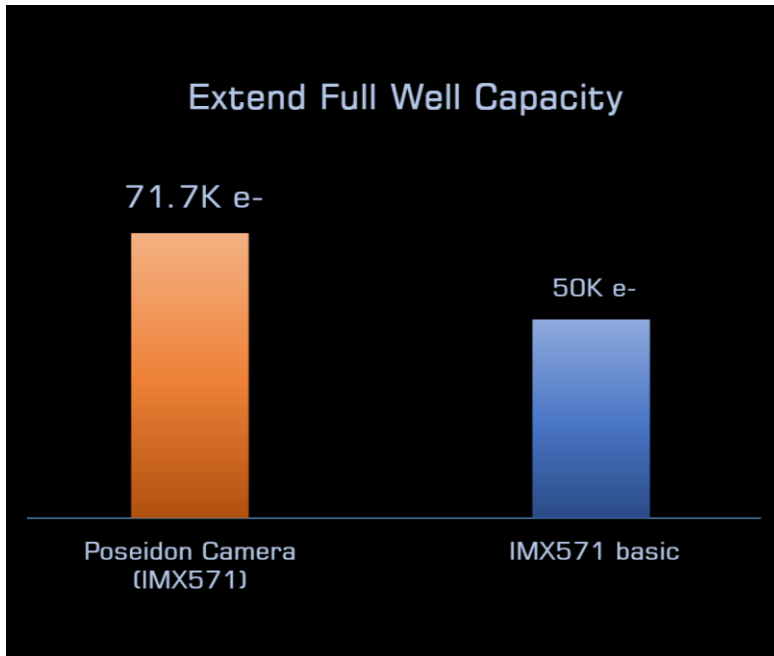 Extend Full Well Capacity
71.7K e-
50K e-
Poseidon Camera
(IMX571)
IMX571 basic